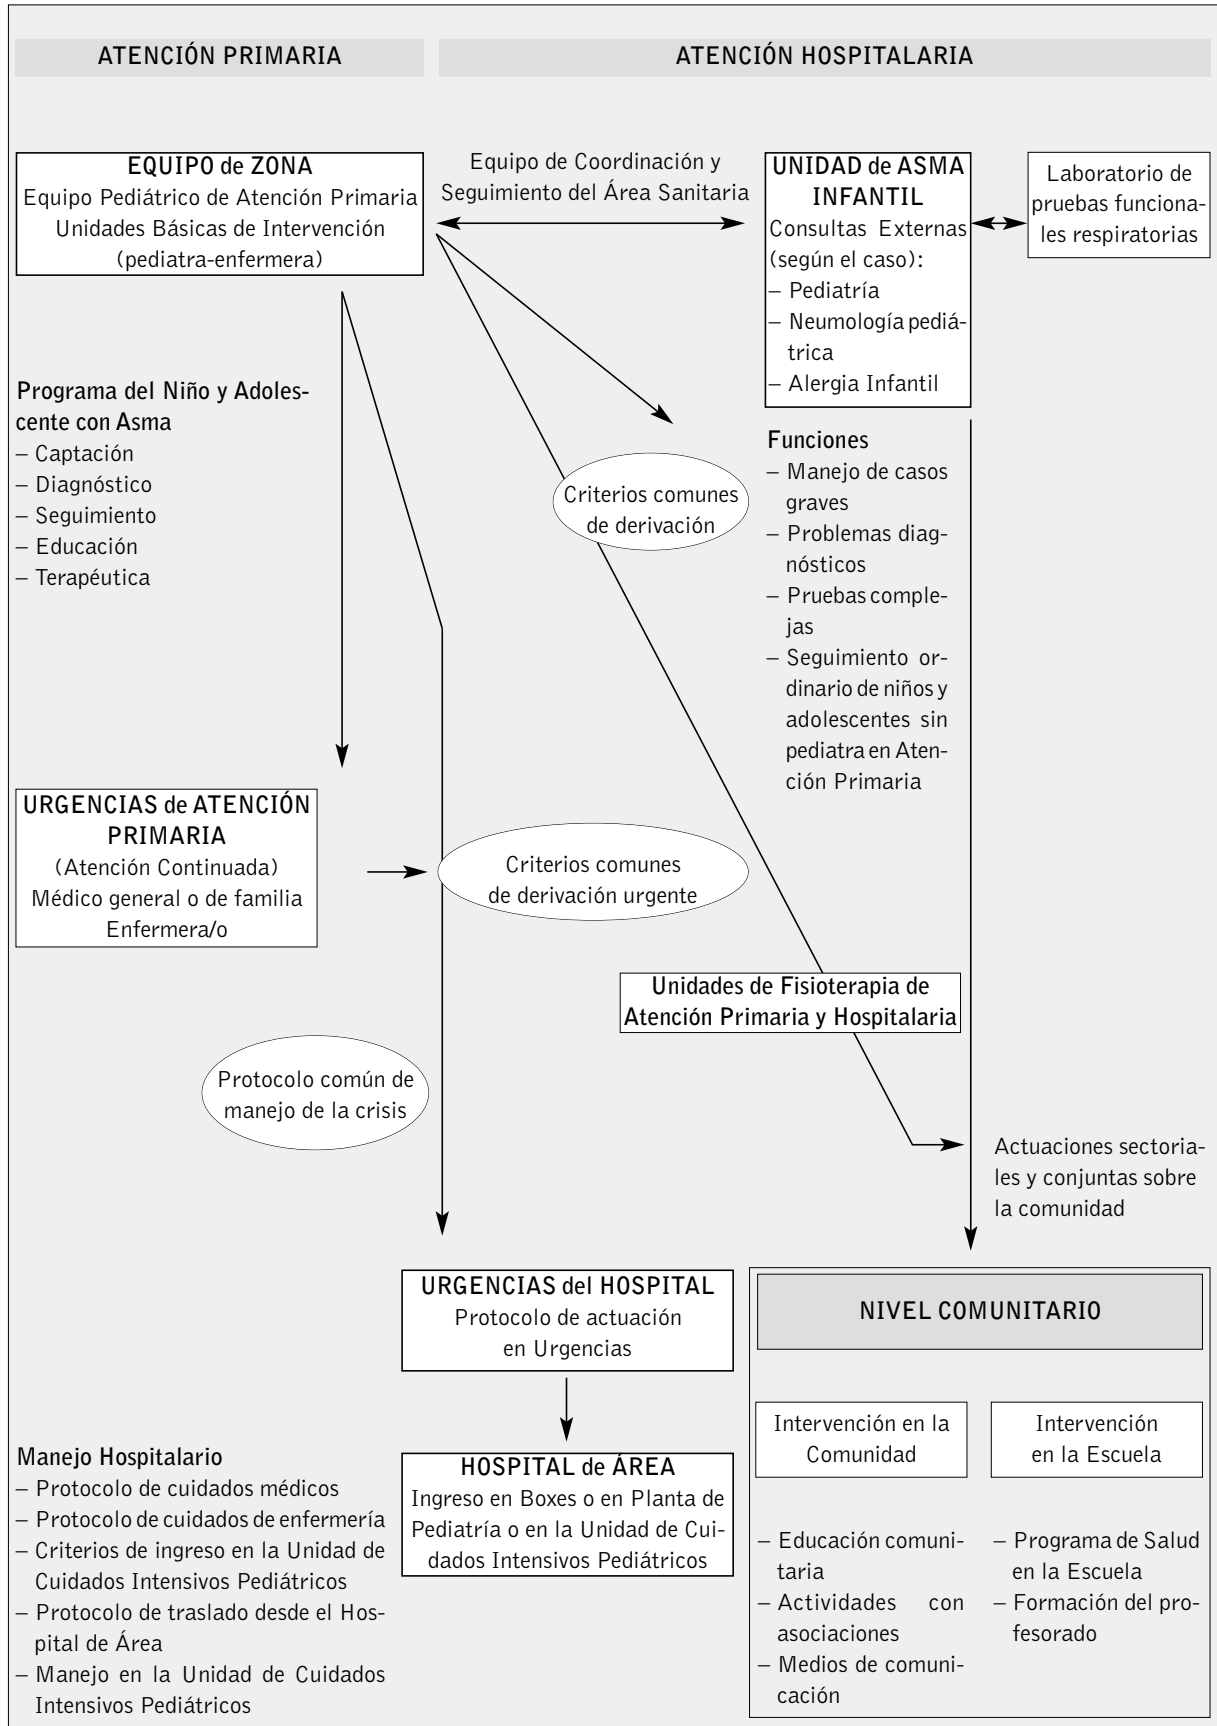 ATENCIÓN PRIMARIA
ATENCIÓN HOSPITALARIA
EQUIPO de ZONA
Equipo Pediátrico de Atención Primaria
Unidades Básicas de Intervención
(pediatra-enfermera)
Equipo de Coordinación y
Seguimiento del Área Sanitaria
UNIDAD de ASMA
INFANTIL
Consultas Externas
(según el caso):
– Pediatría
– Neumología pediá-
trica
– Alergia Infantil
Laboratorio de
pruebas funciona-
les respiratorias
Programa del Niño y Adoles-
cente con Asma
– Captación
– Diagnóstico
– Seguimiento
– Educación
– Terapéutica
Criterios comunes
de derivación
Funciones
– Manejo de casos
graves
– Problemas diag-
nósticos
– Pruebas comple-
jas
– Seguimiento or-
dinario de niños y
adolescentes sin
pediatra en Aten-
ción Primaria
URGENCIAS de ATENCIÓN
PRIMARIA
(Atención Continuada)
Médico general o de familia
Enfermera/o
Criterios comunes
de derivación urgente
Unidades de Fisioterapia de
Atención Primaria y Hospitalaria
Protocolo común de
manejo de la crisis
Actuaciones sectoria-
les y conjuntas sobre
la comunidad
URGENCIAS del HOSPITAL
Protocolo de actuación
en Urgencias
NIVEL COMUNITARIO
Intervención en la
Comunidad
Intervención
en la Escuela
Manejo Hospitalario
– Protocolo de cuidados médicos
– Protocolo de cuidados de enfermería
– Criterios de ingreso en la Unidad de
Cuidados Intensivos Pediátricos
– Protocolo de traslado desde el Hos-
pital de Área
– Manejo en la Unidad de Cuidados
Intensivos Pediátricos
HOSPITAL de ÁREA
Ingreso en Boxes o en Planta de
Pediatría o en la Unidad de Cui-
dados Intensivos Pediátricos
– Educación comuni-
taria
– Actividades con
asociaciones
– Medios de comuni-
cación
– Programa de Salud
en la Escuela
– Formación del pro-
fesorado